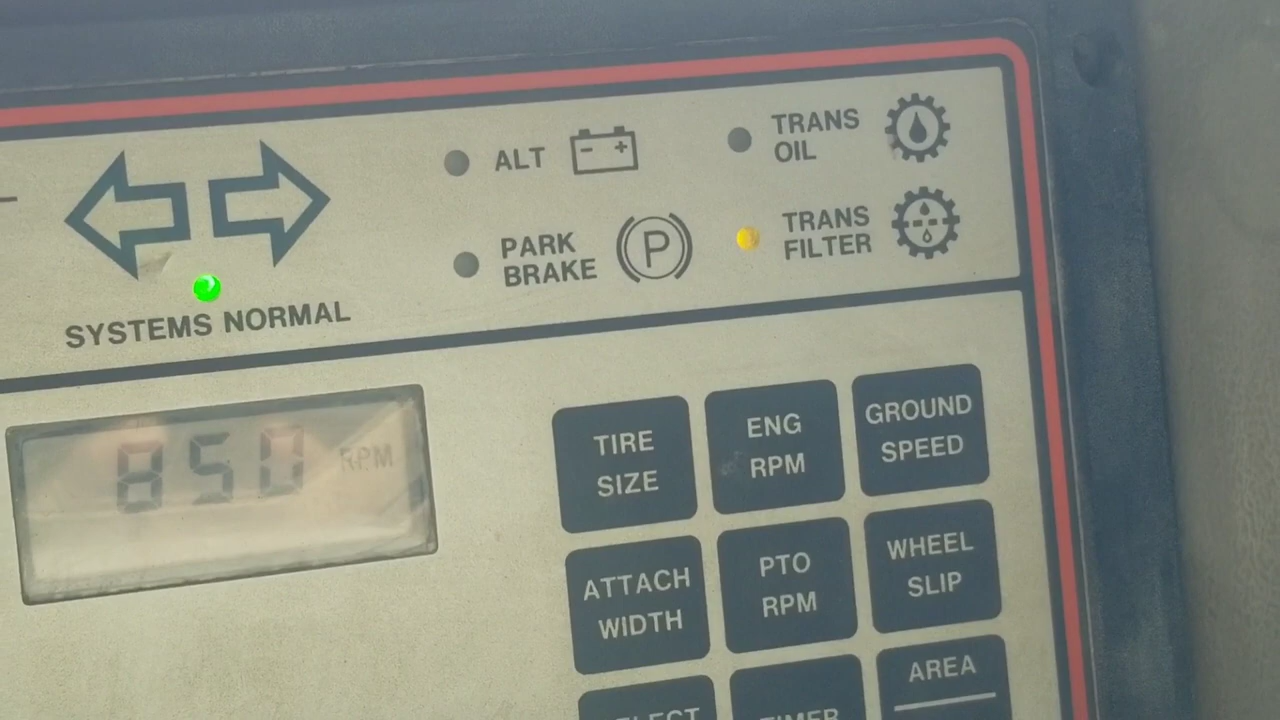 ALT
TRANS
OIL
PARK
BRAKE
P
TRANS
FILTER
SYSTEMS NORMAL
850 RPM
TIRE
SIZE
ENG
RPM
GROUND
SPEED
ATTACH
WIDTH
PTO
RPM
WHEEL
SLIP
TIMER
AREA